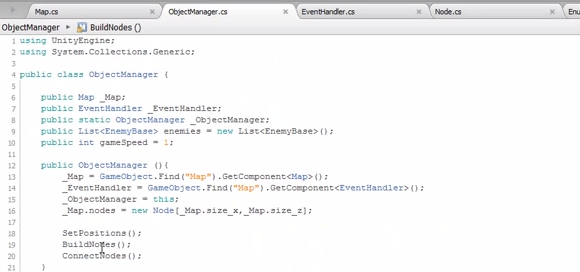 Map.cs ObjectManager.cs EventHandler.cs Node.cs Enu
ObjectManager BuildNodes ()
1 using UnityEngine;
2 using System.Collections.Generic;
3
4 public class ObjectManager {
5
6 public Map _Map;
7 public EventHandler _EventHandler;
8 public static ObjectManager _ObjectManager;
9 public List<EnemyBase> enemies = new List<EnemyBase>();
10 public int gameSpeed = 1;
11
12 public ObjectManager (){
13 _Map = GameObject.Find("Map").GetComponent<Map>();
14 _EventHandler = GameObject.Find("Map").GetComponent<EventHandler>();
15 _ObjectManager = this;
16 _Map.nodes = new Node[_Map.size_x,_Map.size_z];
17
18 SetPositions();
19 BuildNodes();
20 ConnectNodes();
21 }